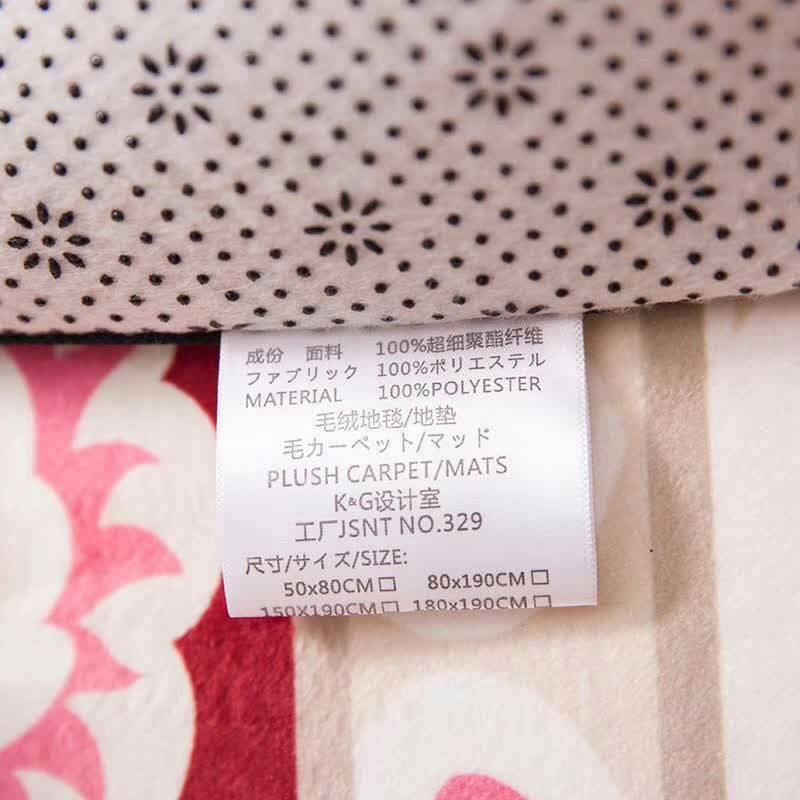 成份 面料 100%超细聚酯纤维
ファブリック 100%ポリエステル
MATERIAL 100%POLYESTER
毛绒地毯/地垫
毛カーペット/マッド
PLUSH CARPET/MATS
K&G设计室
工厂JSNT NO.329
尺寸/サイズ/SIZE:
50x80CM□ 80x190CM□
150X190CM□ 180x190CM□